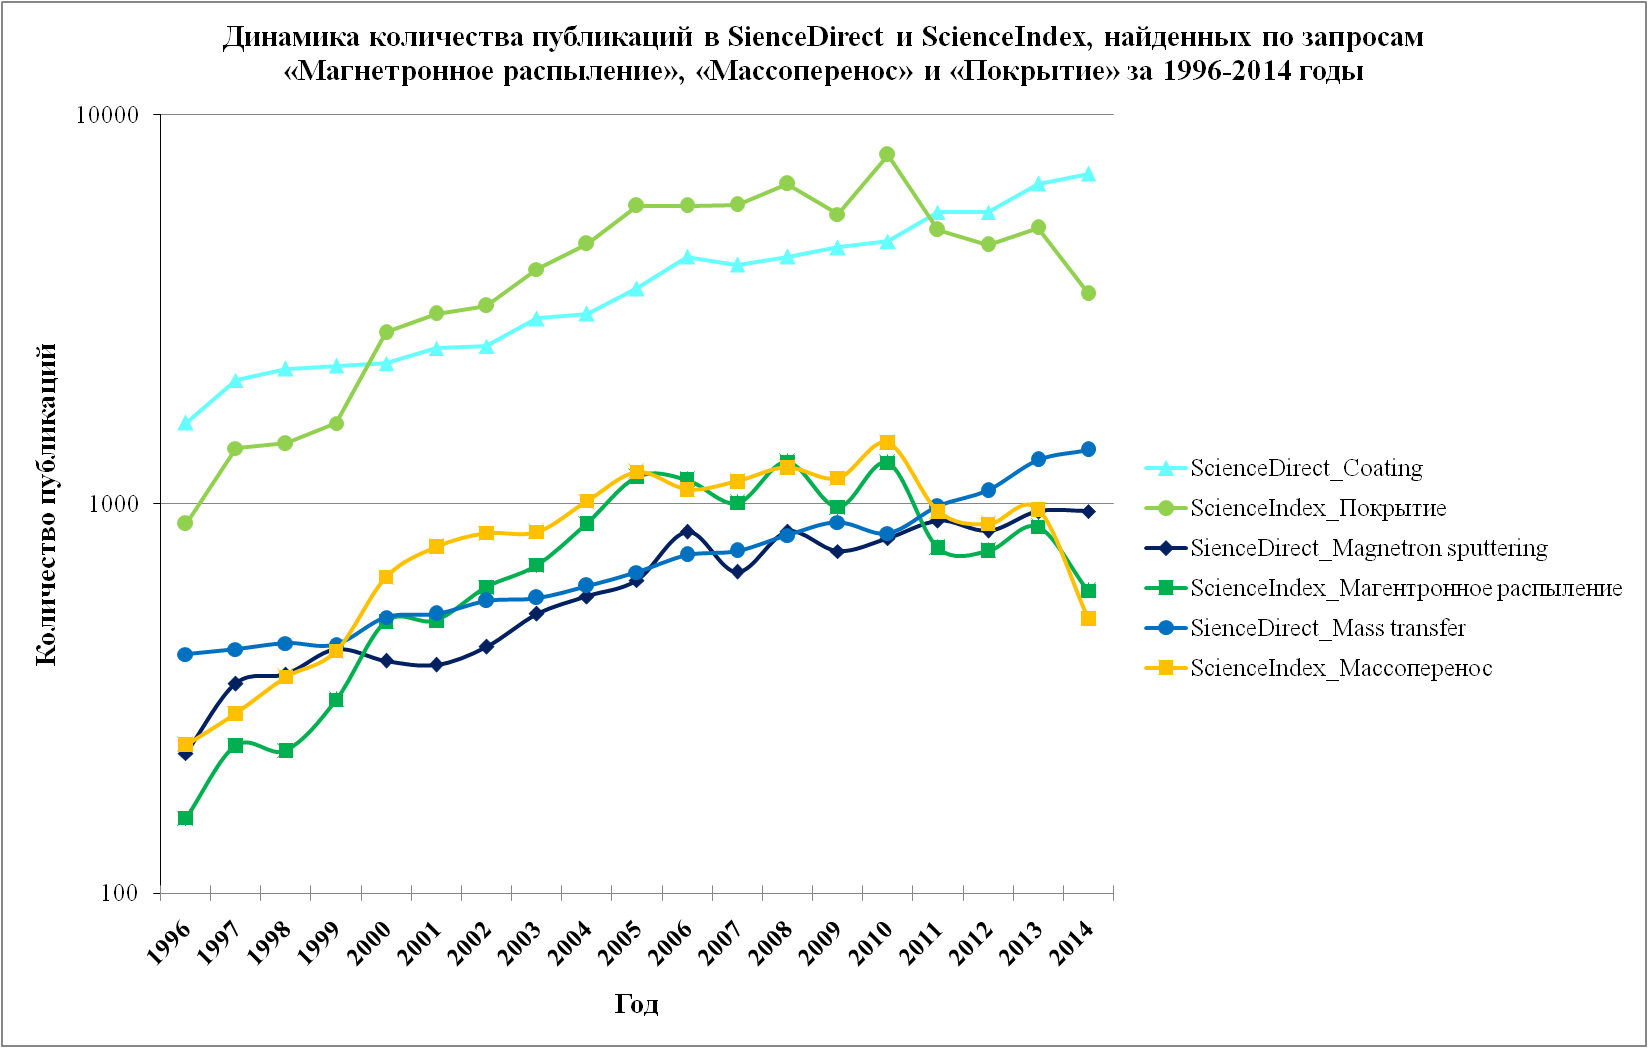 Динамика количества публикаций в SienceDirect и ScienceIndex, найденных по запросам
«Магнетронное распыление», «Массоперенос» и «Покрытие» за 1996-2014 годы
10000
1000
100
Количество публикаций
1996
1997
1998
1999
2000
2001
2002
2003
2004
2005
2006
2007
2008
2009
2010
2011
2012
2013
2014
Год
ScienceDirect_Coating
ScienceIndex_Покрытие
SienceDirect_Magnetron sputtering
ScienceIndex_Магентронное распыление
SienceDirect_Mass transfer
ScienceIndex_Массоперенос